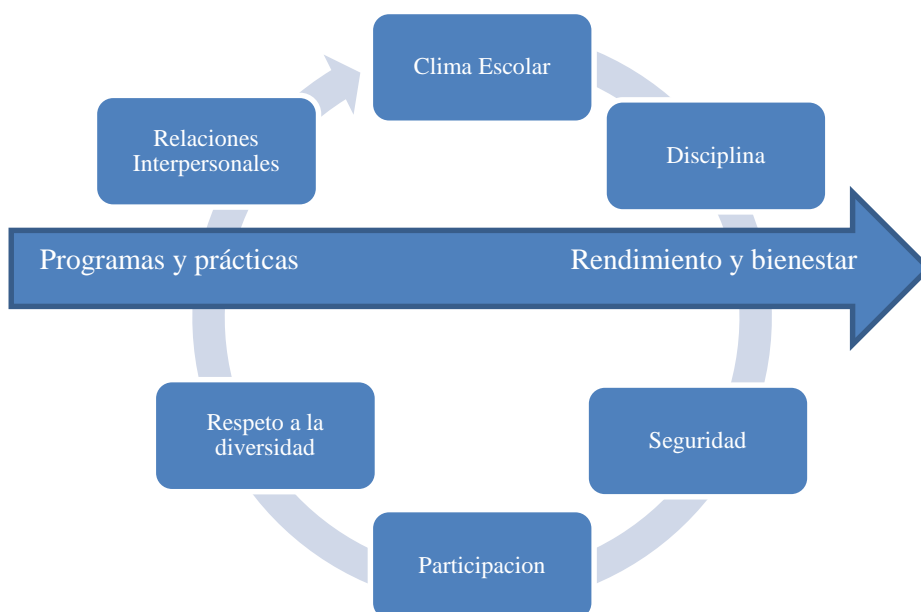 Clima Escolar
Relaciones
Interpersonales
Disciplina
Programas y prácticas
Rendimiento y bienestar
Respeto a la
diversidad
Seguridad
Participacion